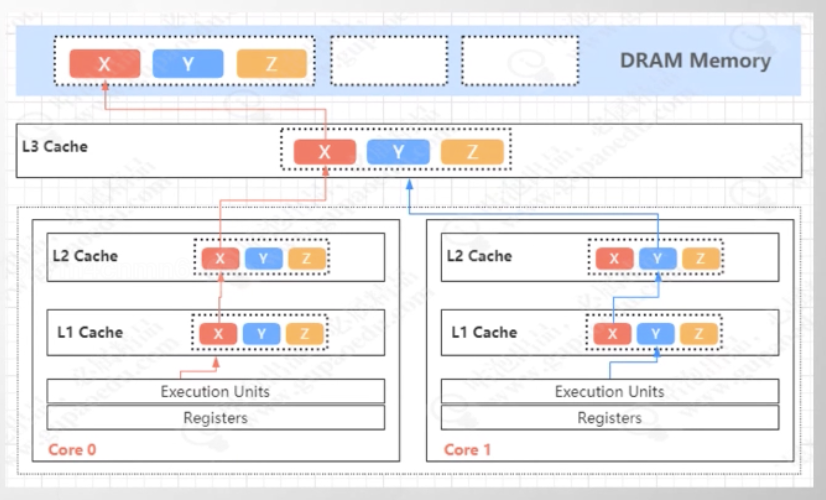 X Y Z DRAM Memory
L3 Cache X Y Z
L2 Cache X Y Z
L2 Cache X Y Z
L1 Cache X Y Z
L1 Cache X Y Z
Execution Units
Execution Units
Registers
Registers
Core 0
Core 1